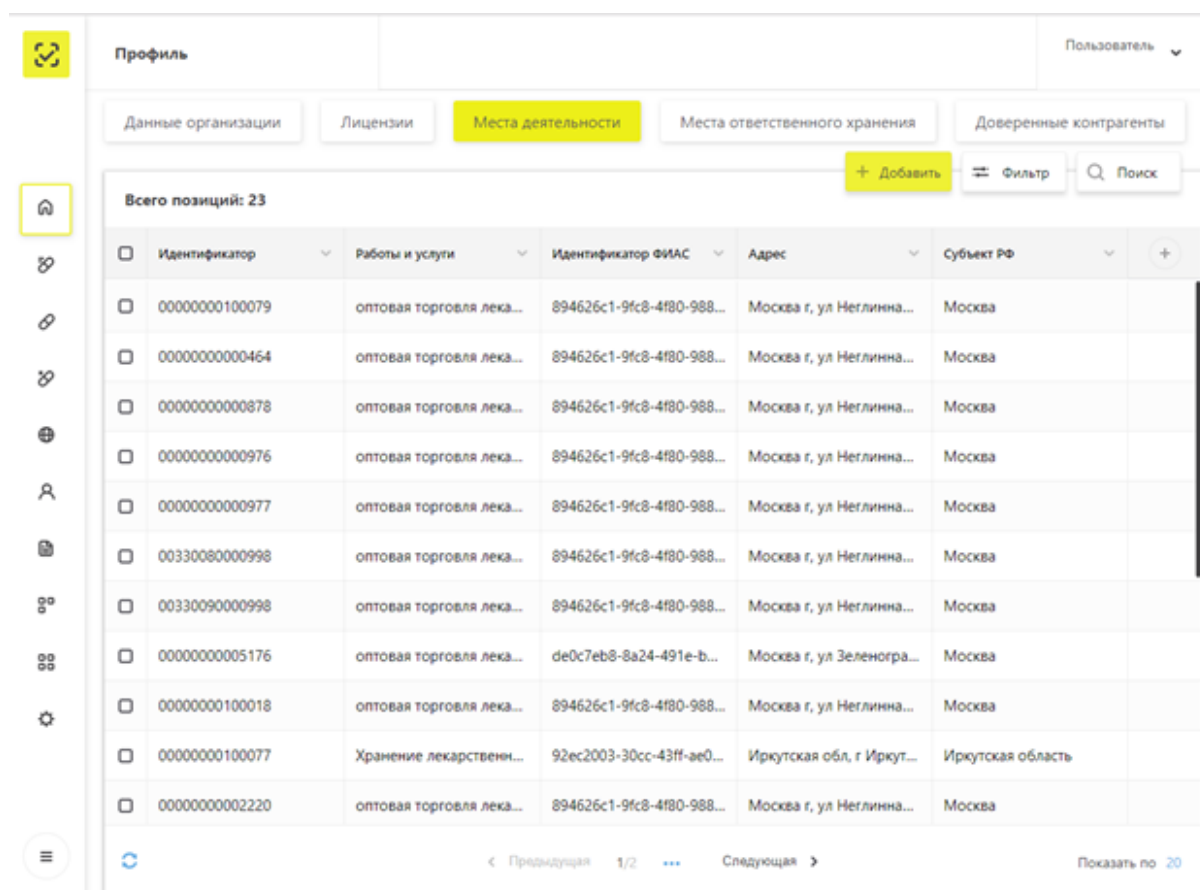 Профиль
Пользователь
Данные организации Лицензии Места деятельности Места ответственного хранения Доверенные контрагенты
+ Добавить Фильтр Поиск
Всего позиций: 23
Идентификатор Работы и услуги Идентификатор ФИАС Адрес Субъект РФ
00000000100079 оптовая торговля лека... 894626c1-9fc8-4f80-988... Москва г, ул Неглинна... Москва
00000000000464 оптовая торговля лека... 894626c1-9fc8-4f80-988... Москва г, ул Неглинна... Москва
00000000000878 оптовая торговля лека... 894626c1-9fc8-4f80-988... Москва г, ул Неглинна... Москва
00000000000976 оптовая торговля лека... 894626c1-9fc8-4f80-988... Москва г, ул Неглинна... Москва
00000000000977 оптовая торговля лека... 894626c1-9fc8-4f80-988... Москва г, ул Неглинна... Москва
00330080000998 оптовая торговля лека... 894626c1-9fc8-4f80-988... Москва г, ул Неглинна... Москва
00330090000998 оптовая торговля лека... 894626c1-9fc8-4f80-988... Москва г, ул Неглинна... Москва
00000000005176 оптовая торговля лека... de0c7eb8-8a24-491e-b... Москва г, ул Зеленогра... Москва
00000000100018 оптовая торговля лека... 894626c1-9fc8-4f80-988... Москва г, ул Неглинна... Москва
00000000100077 Хранение лекарственн... 92ec2003-30cc-43ff-ae0... Иркутская обл, г Иркут... Иркутская область
00000000002220 оптовая торговля лека... 894626c1-9fc8-4f80-988... Москва г, ул Неглинна... Москва
Предыдущая 1/2 ... Следующая Показать по 20